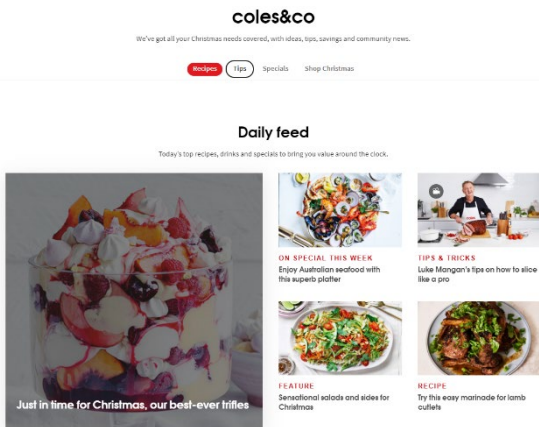 coles&co
We've got all your Christmas needs covered, with ideas, tips, savings and community news.
Recipes Tips Specials Shop Christmas
Daily feed
Today's top recipes, drinks and specials to bring you value around the clock.
Just in time for Christmas, our best-ever trifles
ON SPECIAL THIS WEEK
Enjoy Australian seafood with
this superb platter
TIPS & TRICKS
Luke Mangan's tips on how to slice
like a pro
FEATURE
Sensational salads and sides for
Christmas
RECIPE
Try this easy marinade for lamb
cutlets